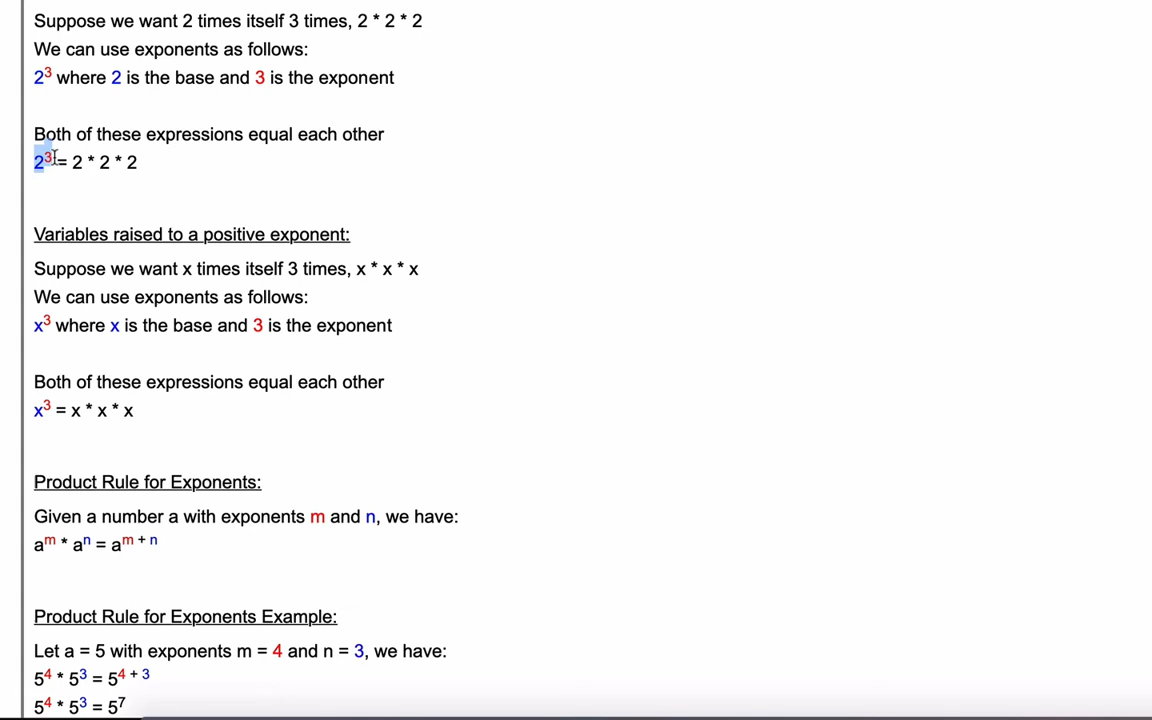 Suppose we want 2 times itself 3 times, 2 * 2 * 2
We can use exponents as follows:
2³ where 2 is the base and 3 is the exponent
Both of these expressions equal each other
2³ = 2 * 2 * 2
Variables raised to a positive exponent:
Suppose we want x times itself 3 times, x * x * x
We can use exponents as follows:
x³ where x is the base and 3 is the exponent
Both of these expressions equal each other
x³ = x * x * x
Product Rule for Exponents:
Given a number a with exponents m and n, we have:
aᵐ * aⁿ = aᵐ ⁺ ⁿ
Product Rule for Exponents Example:
Let a = 5 with exponents m = 4 and n = 3, we have:
5⁴ * 5³ = 5⁴ ⁺ ³
5⁴ * 5³ = 5⁷